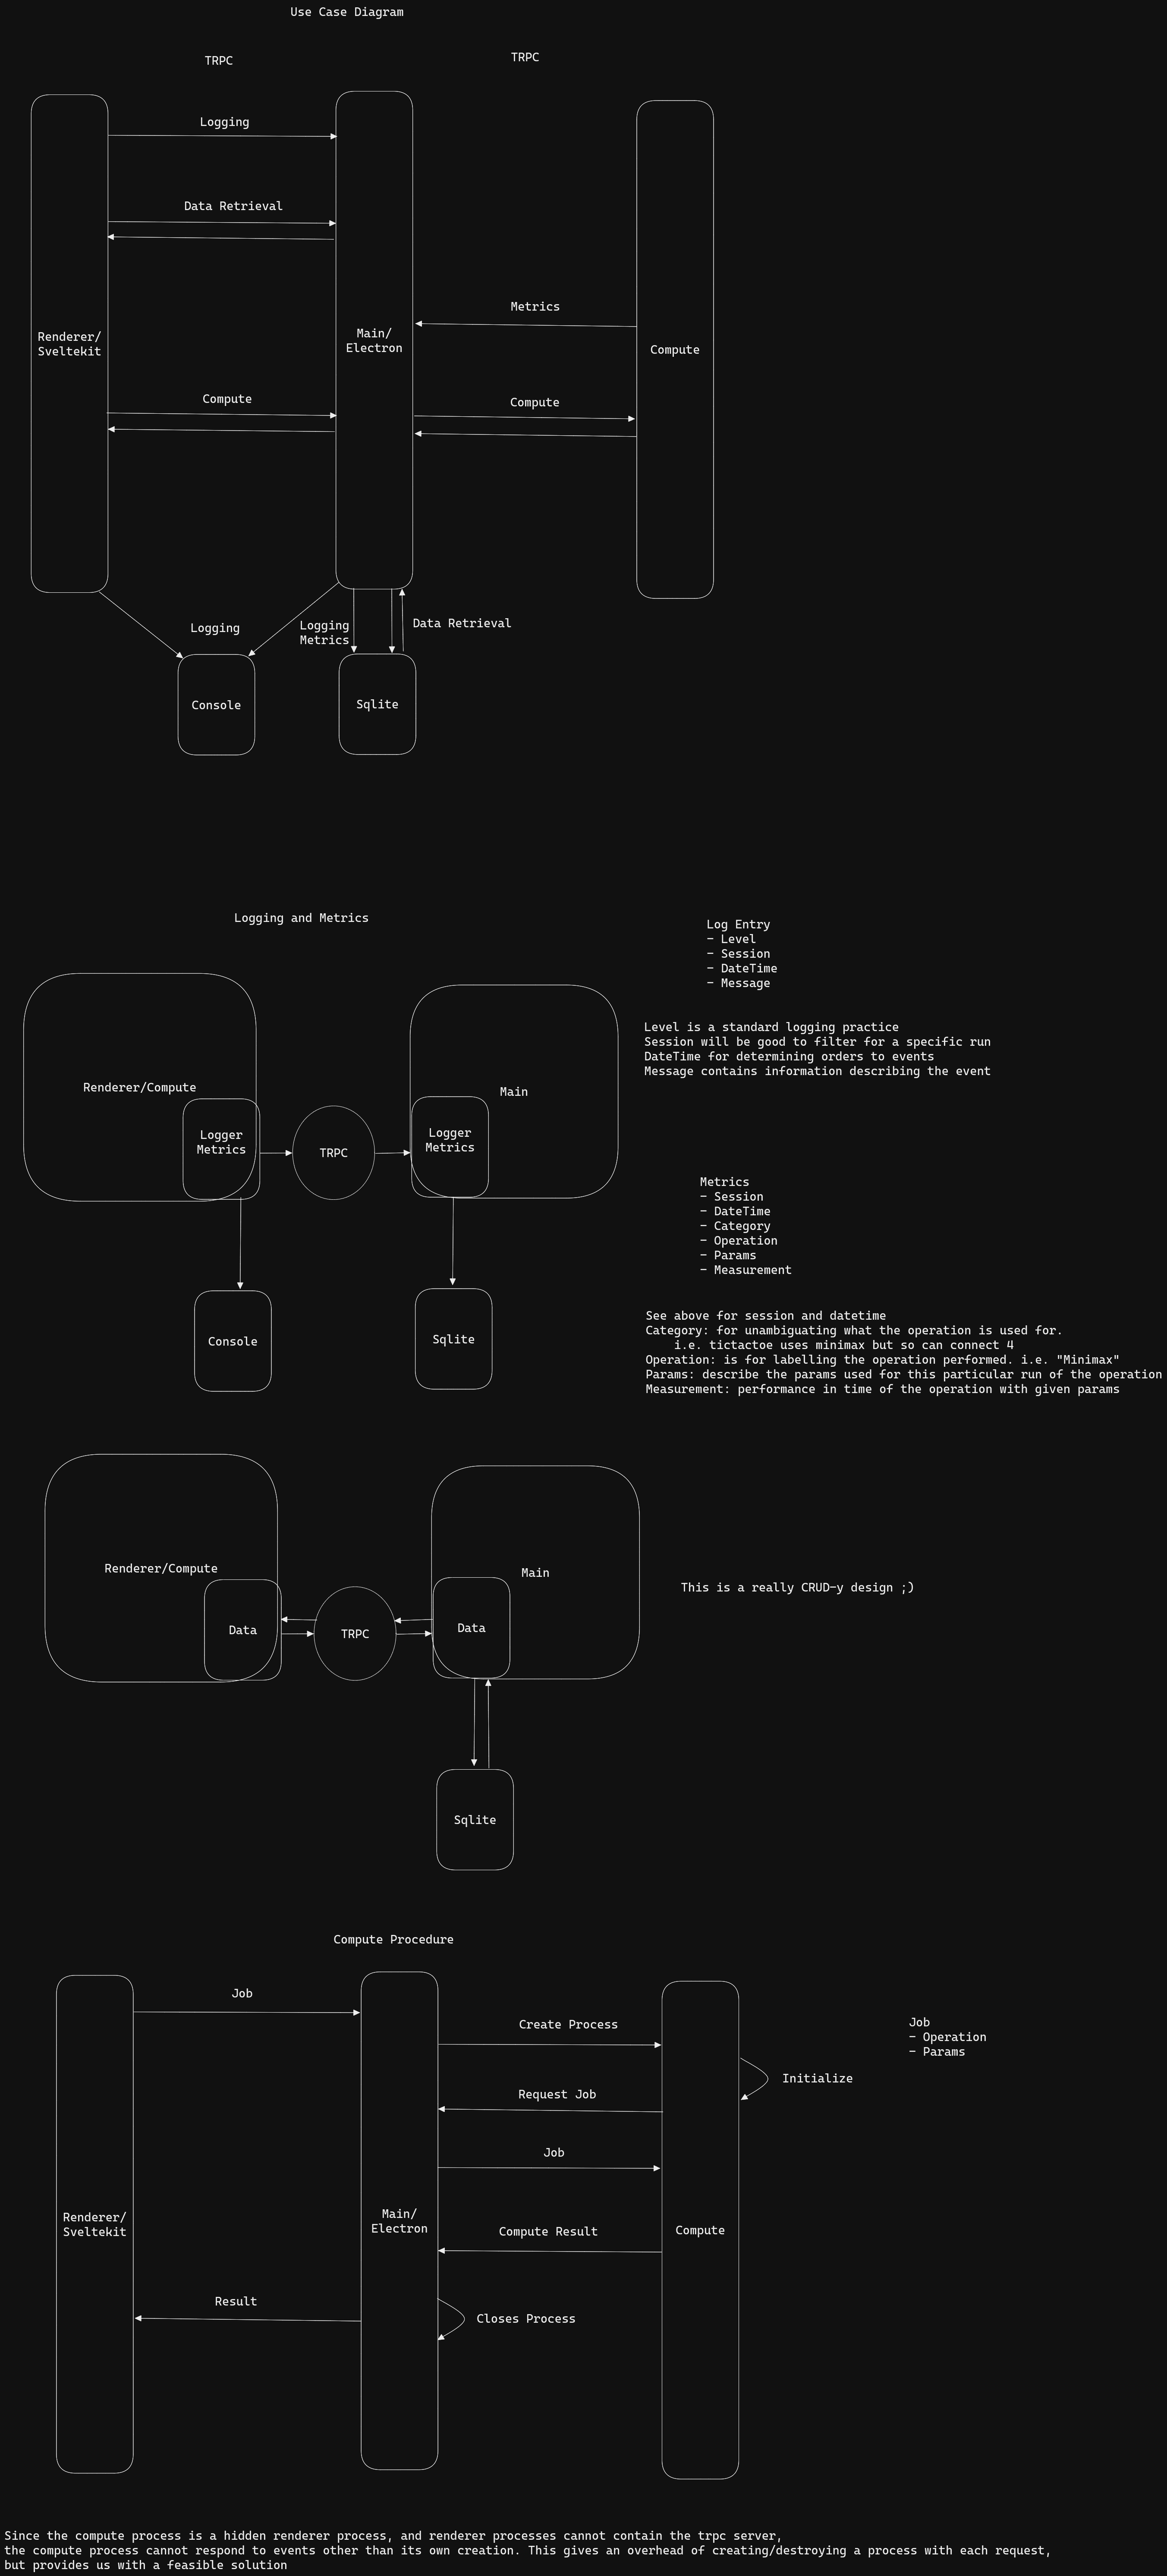 Use Case Diagram
TRPC
TRPC
Logging
Data Retrieval
Metrics
Renderer/
Sveltekit
Main/
Electron
Compute
Compute
Compute
Logging
Logging
Metrics
Data Retrieval
Console
Sqlite
Logging and Metrics
Log Entry
- Level
- Session
- DateTime
- Message
Level is a standard logging practice
Session will be good to filter for a specific run
DateTime for determining orders to events
Message contains information describing the event
Renderer/Compute
Main
Logger
Metrics
TRPC
Logger
Metrics
Metrics
- Session
- DateTime
- Category
- Operation
- Params
- Measurement
Console
Sqlite
See above for session and datetime
Category: for unambiguating what the operation is used for.
i.e. tictactoe uses minimax but so can connect 4
Operation: is for labelling the operation performed. i.e. "Minimax"
Params: describe the params used for this particular run of the operation
Measurement: performance in time of the operation with given params
Renderer/Compute
Main
This is a really CRUD-y design ;)
Data
TRPC
Data
Sqlite
Compute Procedure
Job
Create Process
Job
- Operation
- Params
Initialize
Request Job
Job
Renderer/
Sveltekit
Main/
Electron
Compute
Compute Result
Result
Closes Process
Since the compute process is a hidden renderer process, and renderer processes cannot contain the trpc server,
the compute process cannot respond to events other than its own creation. This gives an overhead of creating/destroying a process with each request,
but provides us with a feasible solution